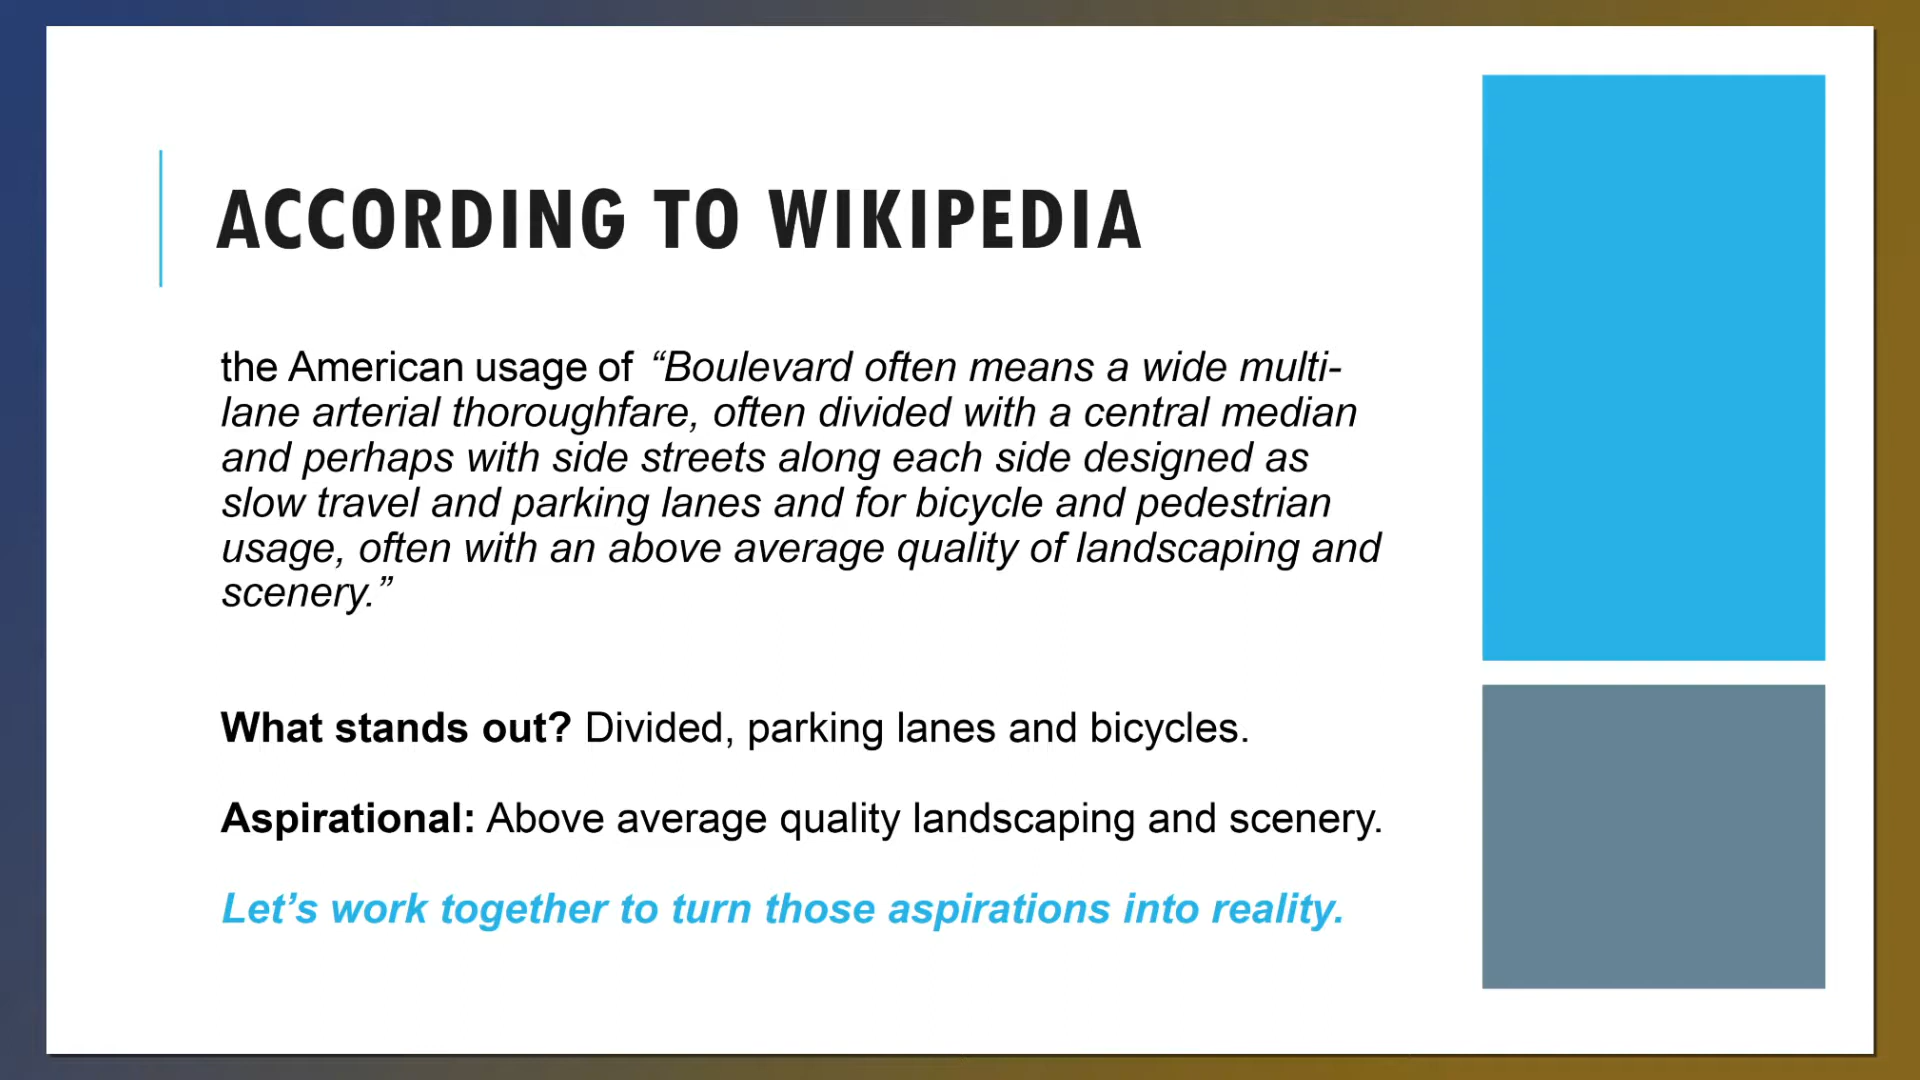 ACCORDING TO WIKIPEDIA
the American usage of “Boulevard often means a wide multi-
lane arterial thoroughfare, often divided with a central median
and perhaps with side streets along each side designed as
slow travel and parking lanes and for bicycle and pedestrian
usage, often with an above average quality of landscaping and
scenery.”
What stands out? Divided, parking lanes and bicycles.
Aspirational: Above average quality landscaping and scenery.
Let’s work together to turn those aspirations into reality.